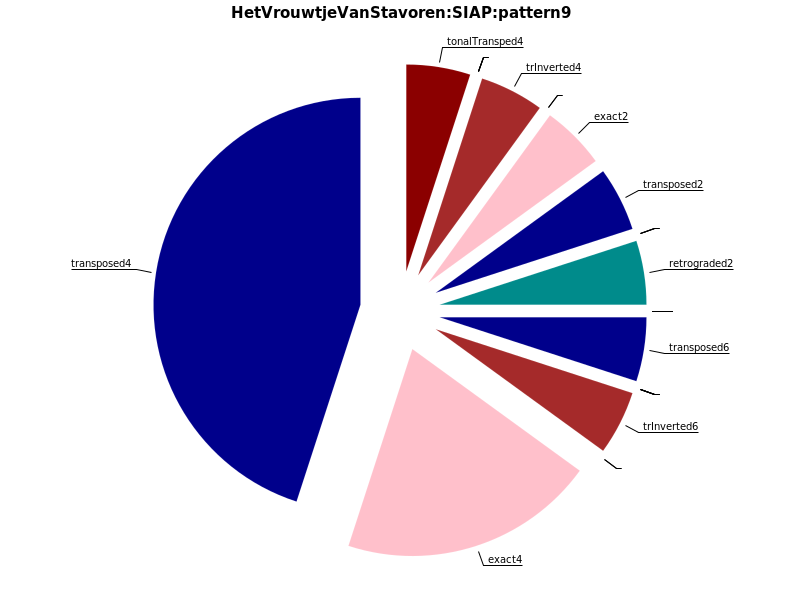 HetVrouwtjeVanStavoren:SIAP:pattern9
tonalTransped4
trInverted4
exact2
transposed2
transposed4
retrograded2
transposed6
trInverted6
exact4